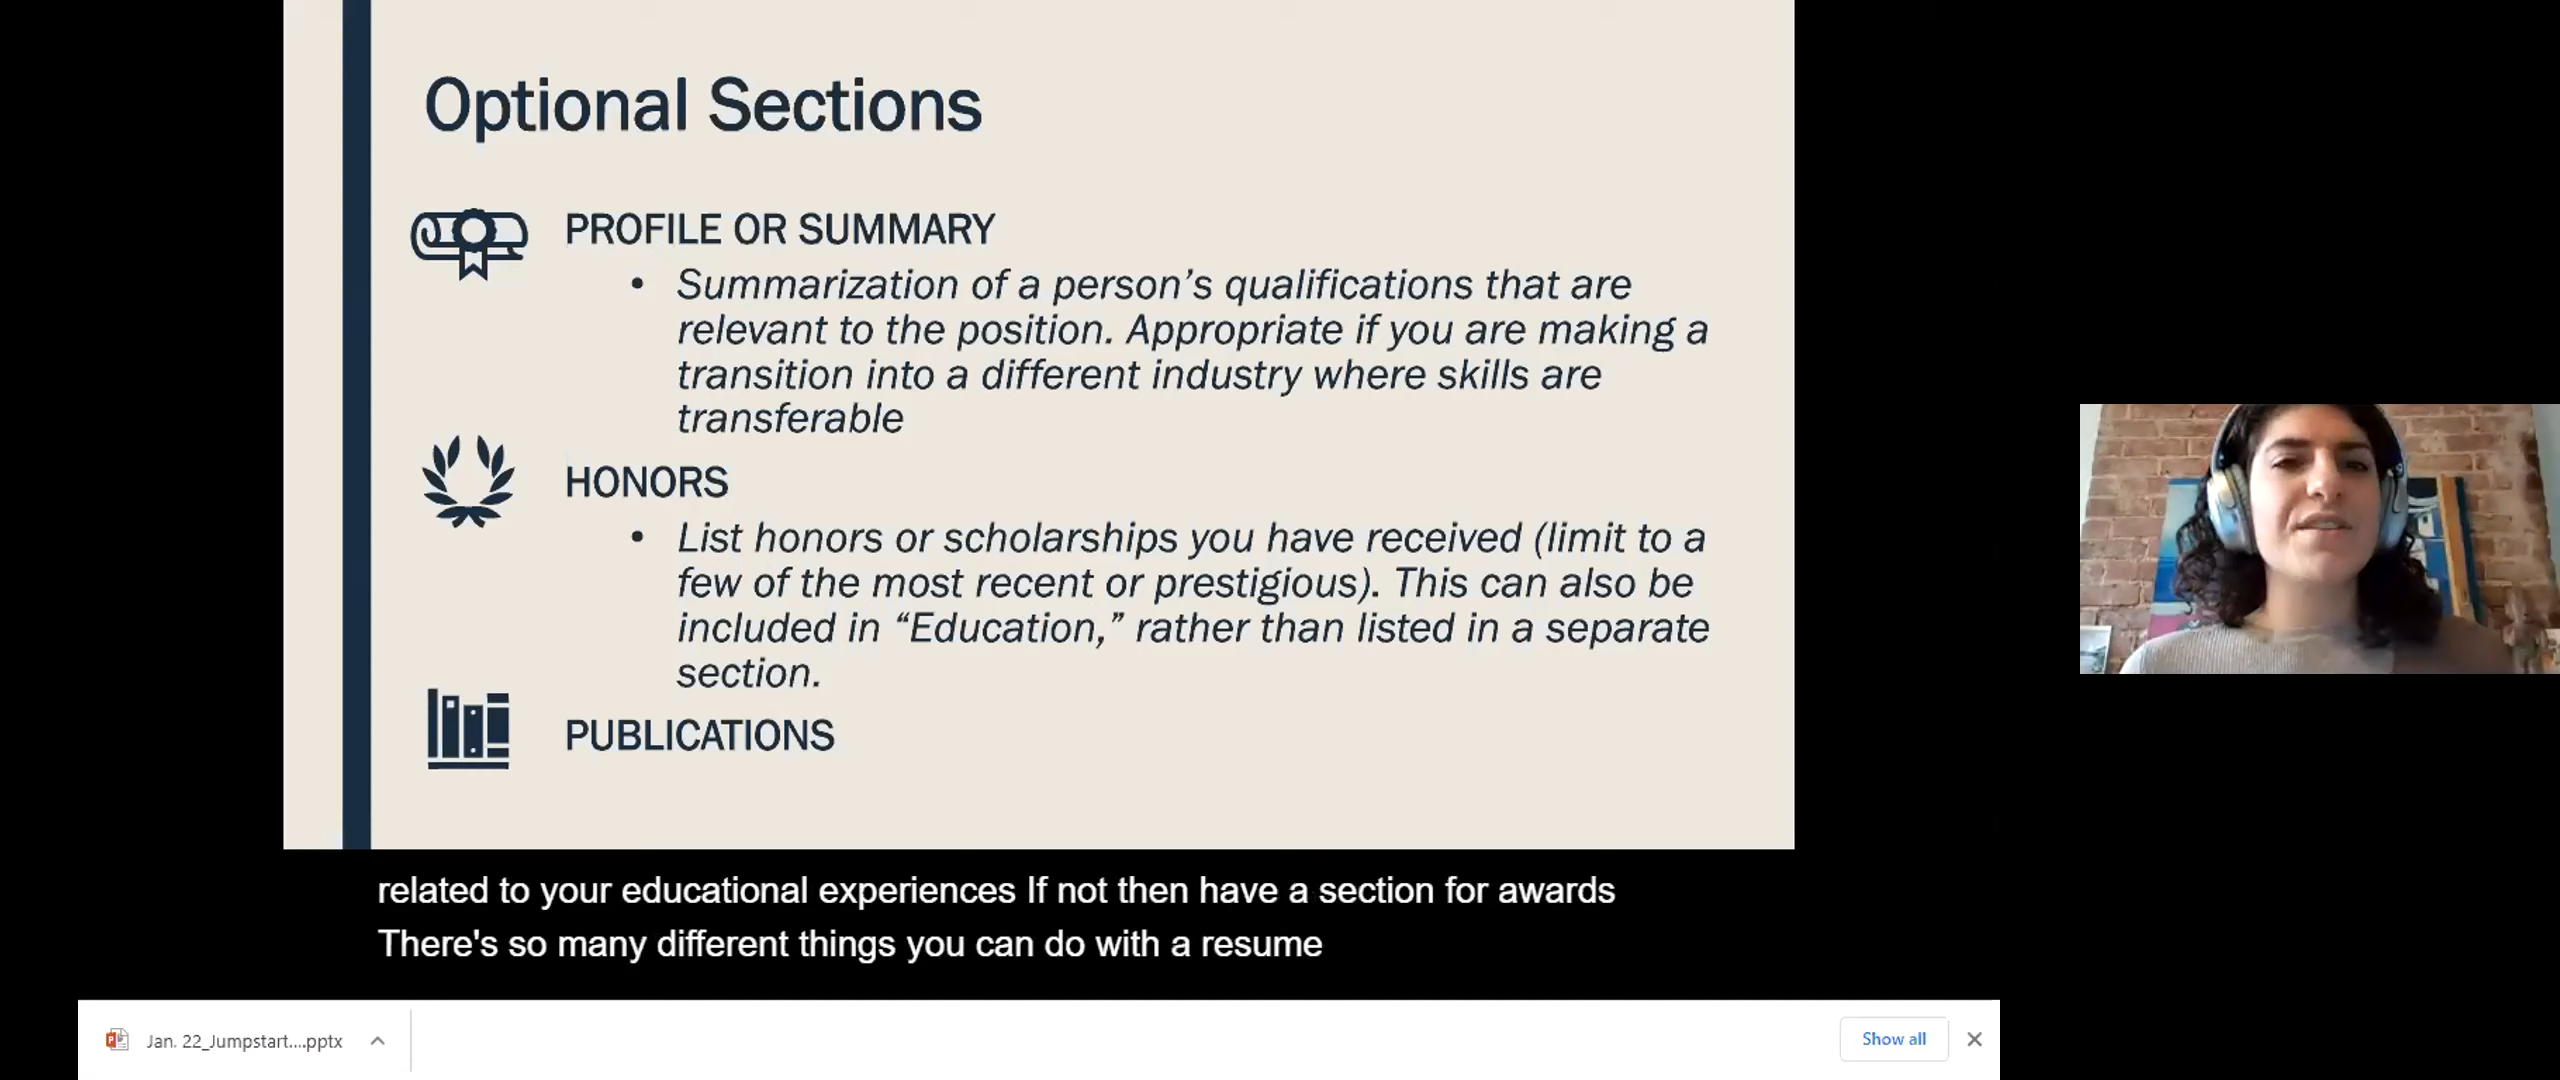 Optional Sections
PROFILE OR SUMMARY
• Summarization of a person’s qualifications that are
relevant to the position. Appropriate if you are making a
transition into a different industry where skills are
transferable
HONORS
• List honors or scholarships you have received (limit to a
few of the most recent or prestigious). This can also be
included in “Education,” rather than listed in a separate
section.
PUBLICATIONS
related to your educational experiences If not then have a section for awards
There's so many different things you can do with a resume
Jan. 22_Jumpstart....pptx
Show all